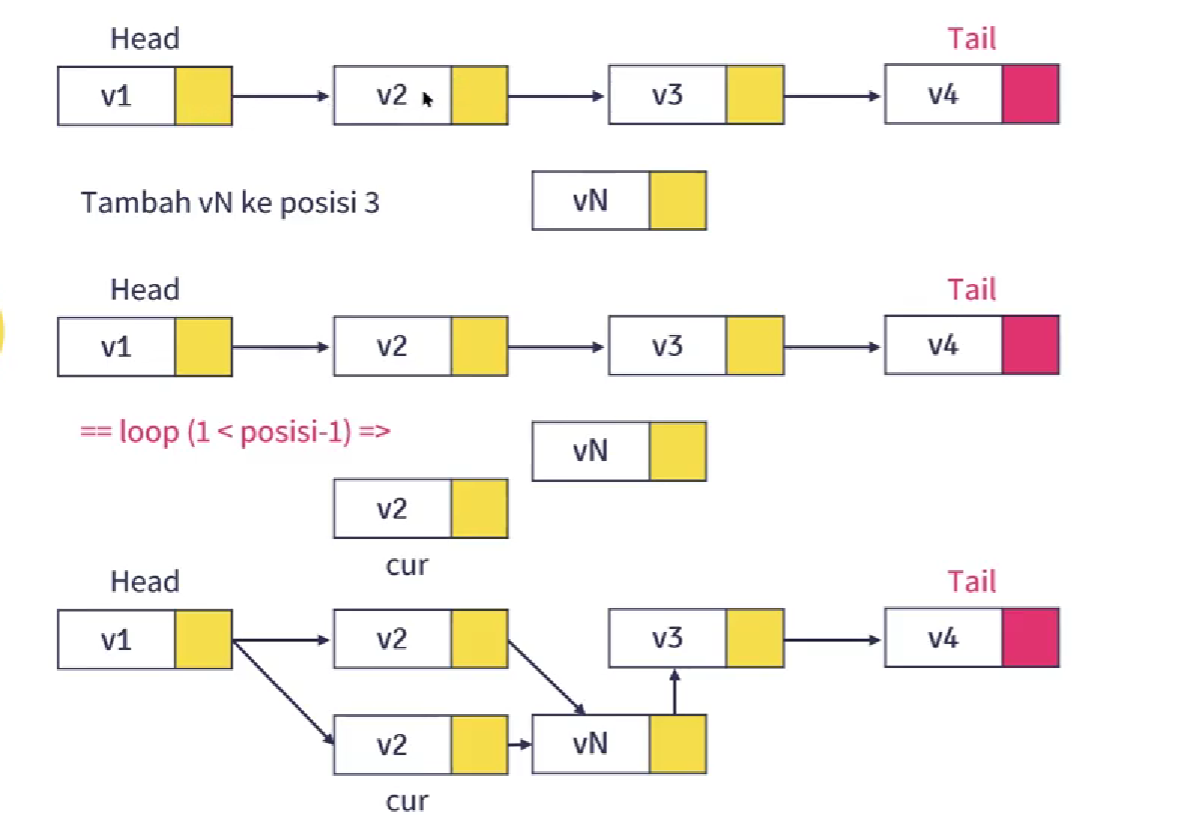 Head Tail
v1 v2 v3 v4
Tambah vN ke posisi 3 vN
Head Tail
v1 v2 v3 v4
== loop (1 < posisi-1) => vN
v2
cur
Head Tail
v1 v2 v3 v4
v2 vN
cur